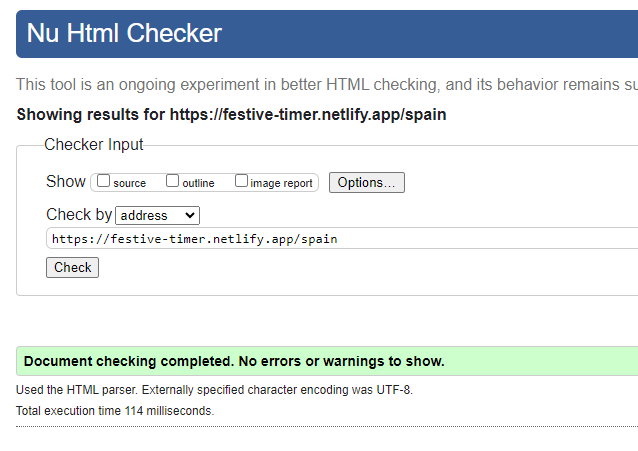 Nu Html Checker
This tool is an ongoing experiment in better HTML checking, and its behavior remains su
Showing results for https://festive-timer.netlify.app/spain
Checker Input
Show source outline image report Options...
Check by address
https://festive-timer.netlify.app/spain
Check
Document checking completed. No errors or warnings to show.
Used the HTML parser. Externally specified character encoding was UTF-8.
Total execution time 114 milliseconds.